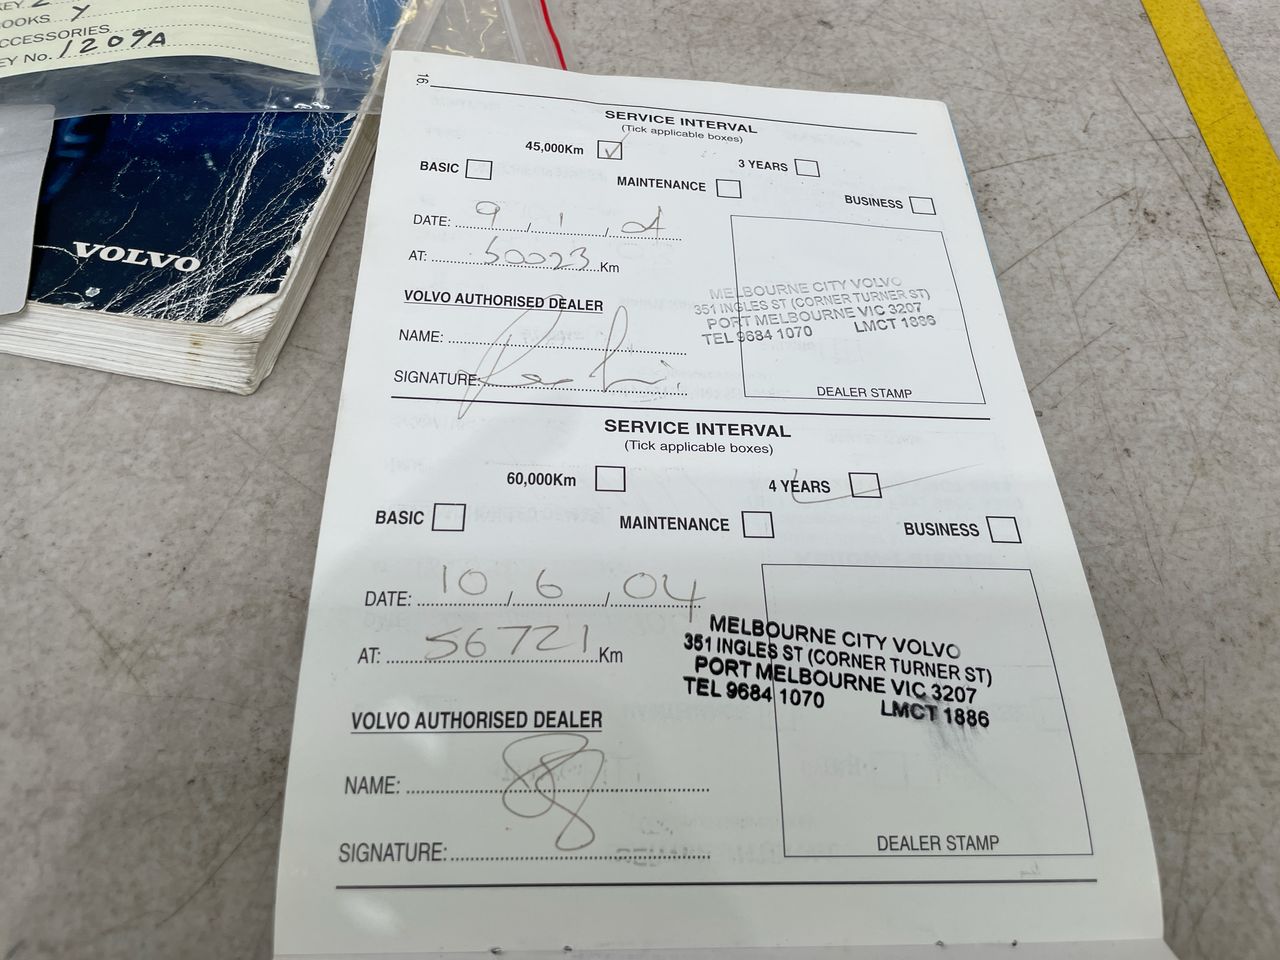 KEY 2
OOKS Y
CCESSORIES
EY No. 1209A
VOLVO
16.
SERVICE INTERVAL
(Tick applicable boxes)
45,000Km ✓ 3 YEARS
BASIC MAINTENANCE BUSINESS
DATE: 9 / 1 / 04
AT: 50023 Km
VOLVO AUTHORISED DEALER
NAME:
SIGNATURE:
MELBOURNE CITY VOLVO
351 INGLES ST (CORNER TURNER ST)
PORT MELBOURNE VIC 3207
TEL 9684 1070 LMCT 1886
DEALER STAMP
SERVICE INTERVAL
(Tick applicable boxes)
60,000Km 4 YEARS ✓
BASIC MAINTENANCE BUSINESS
DATE: 10 / 6 / 04
AT: 56721 Km
VOLVO AUTHORISED DEALER
NAME:
SIGNATURE:
MELBOURNE CITY VOLVO
351 INGLES ST (CORNER TURNER ST)
PORT MELBOURNE VIC 3207
TEL 9684 1070 LMCT 1886
DEALER STAMP